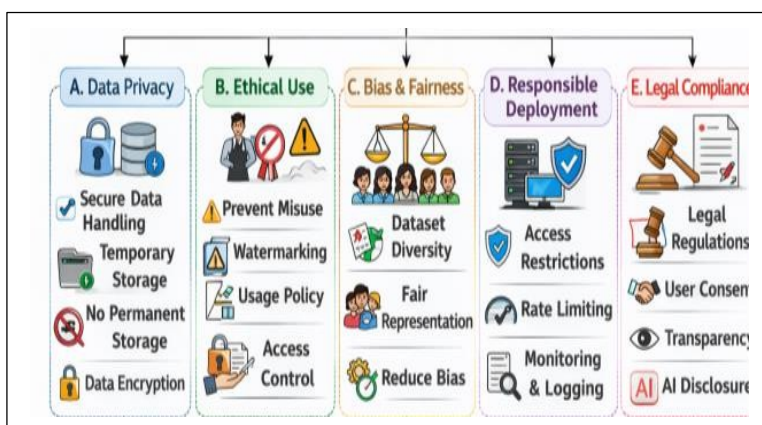 A. Data Privacy
Secure Data
Handling
Temporary
Storage
No Permanent
Storage
Data Encryption
B. Ethical Use
Prevent Misuse
Watermarking
Usage Policy
Access
Control
C. Bias & Fairness
Dataset
Diversity
Fair
Representation
Reduce Bias
D. Responsible
Deployment
Access
Restrictions
Rate Limiting
Monitoring
& Logging
E. Legal Compliance
Legal
Regulations
User Consen
Transparency
AI AI Disclosure